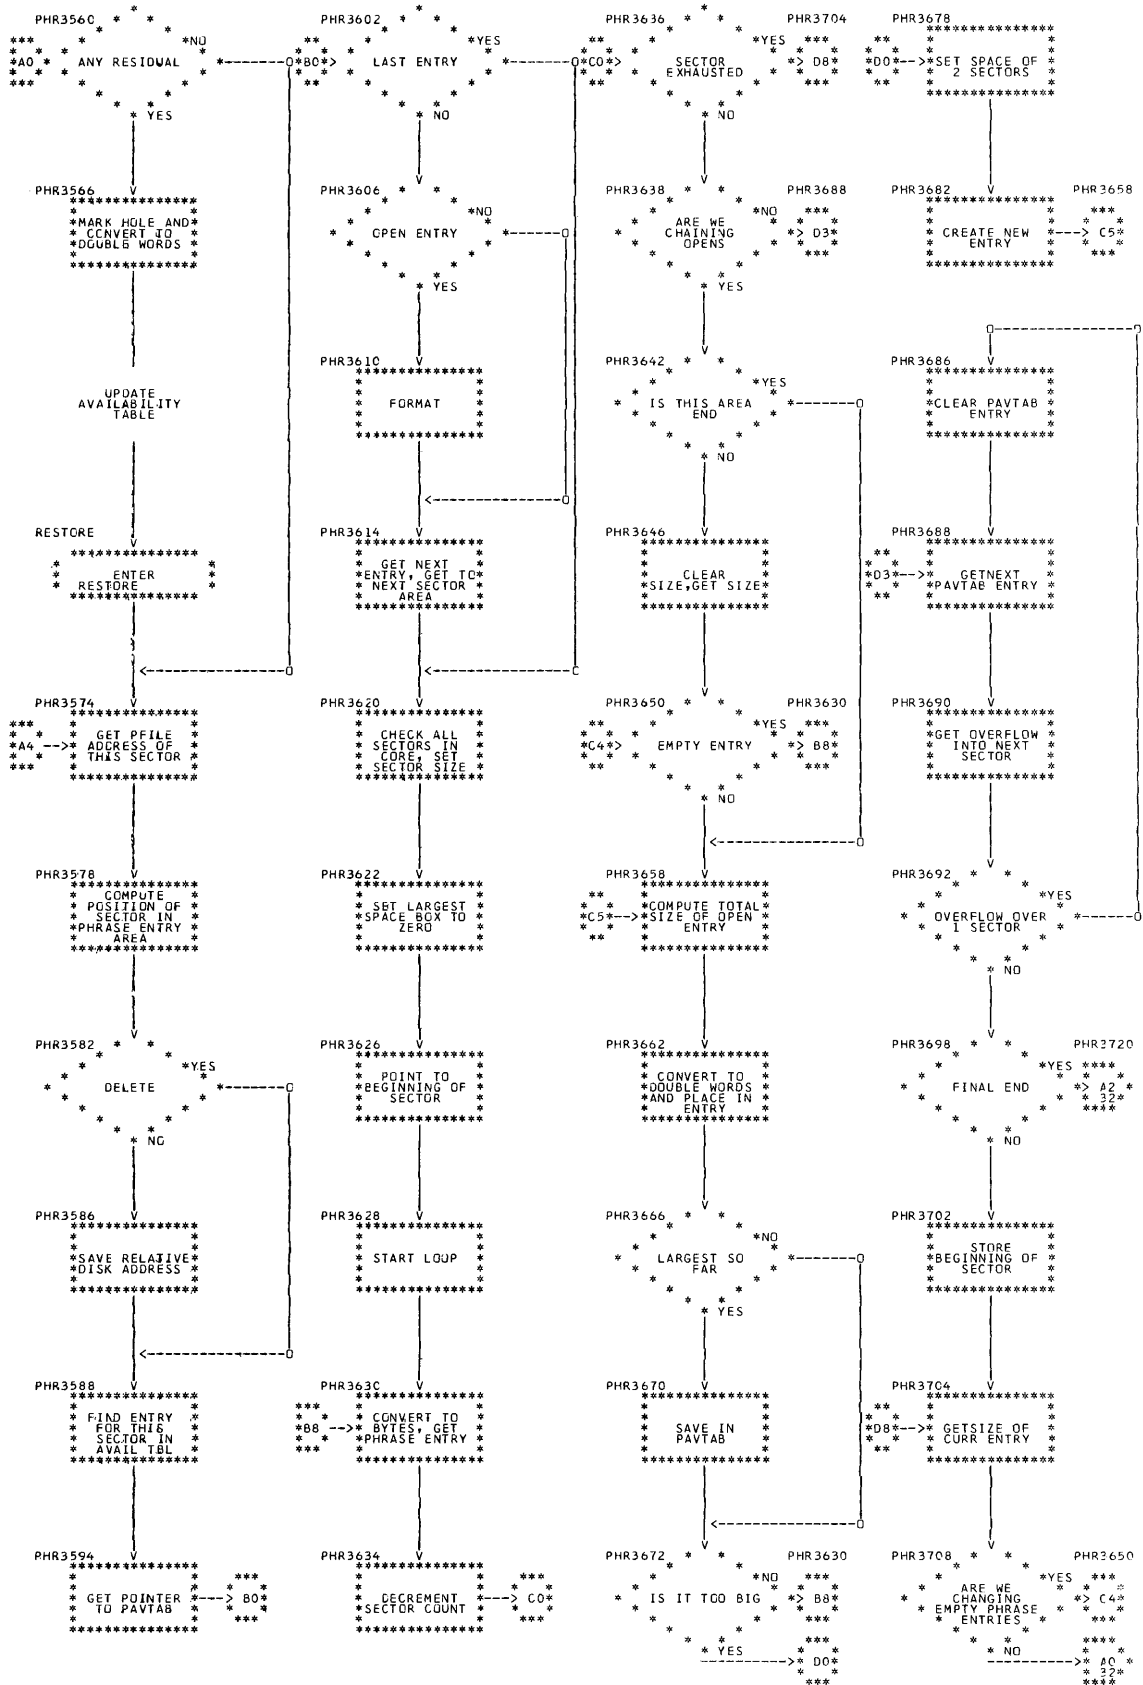 PHR3560
A0
ANY RESIDUAL
NO
YES
PHR3566
MARK HOLE AND
CONVERT TO
DOUBLE WORDS
UPDATE
AVAILABILITY
TABLE
RESTORE
ENTER
RESTORE
PHR3574
A4
GET PFILE
ADDRESS OF
THIS SECTOR
PHR3578
COMPUTE
POSITION OF
SECTOR IN
PHRASE ENTRY
AREA
PHR3582
DELETE
YES
NO
PHR3586
SAVE RELATIVE
DISK ADDRESS
PHR3588
FIND ENTRY
FOR THIS
SECTOR IN
AVAIL TBL
PHR3594
GET POINTER
TO PAVTAB
B0
PHR3602
B0
LAST ENTRY
YES
NO
PHR3606
OPEN ENTRY
NO
YES
PHR3610
FORMAT
PHR3614
GET NEXT
ENTRY, GET TO
NEXT SECTOR
AREA
PHR3620
CHECK ALL
SECTORS IN
CORE, SET
SECTOR SIZE
PHR3622
SET LARGEST
SPACE BOX TO
ZERO
PHR3626
POINT TO
BEGINNING OF
SECTOR
PHR3628
START LOOP
PHR3630
B8
CONVERT TO
BYTES, GET
PHRASE ENTRY
PHR3634
DECREMENT
SECTOR COUNT
C0
PHR3636
C0
SECTOR
EXHAUSTED
YES
PHR3704
D8
NO
PHR3638
ARE WE
CHAINING
OPENS
NO
PHR3688
D3
YES
PHR3642
IS THIS AREA
END
YES
NO
PHR3646
CLEAR
SIZE,GET SIZE
PHR3650
C4
EMPTY ENTRY
YES
PHR3630
B8
NO
PHR3658
C5
COMPUTE TOTAL
SIZE OF OPEN
ENTRY
PHR3662
CONVERT TO
DOUBLE WORDS
AND PLACE IN
ENTRY
PHR3666
LARGEST SO
FAR
NO
YES
PHR3670
SAVE IN
PAVTAB
PHR3672
IS IT TOO BIG
NO
PHR3630
B8
YES
D0
PHR3678
D0
SET SPACE OF
2 SECTORS
PHR3682
CREATE NEW
ENTRY
PHR3658
C5
PHR3686
CLEAR PAVTAB
ENTRY
PHR3688
D3
GETNEXT
PAVTAB ENTRY
PHR3690
GET OVERFLOW
INTO NEXT
SECTOR
PHR3692
OVERFLOW OVER
1 SECTOR
YES
NO
PHR3698
FINAL END
YES
PHR3720
A2
32
NO
PHR3702
STORE
BEGINNING OF
SECTOR
PHR3704
D8
GETSIZE OF
CURR ENTRY
PHR3708
ARE WE
CHANGING
EMPTY PHRASE
ENTRIES
YES
PHR3650
C4
NO
A0
32